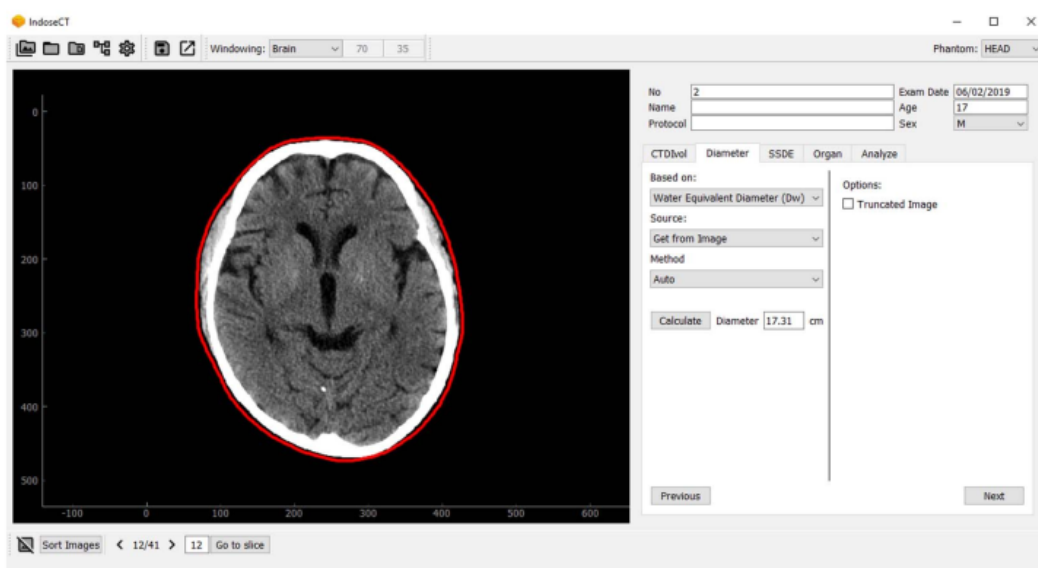 IndoseCT
Windowing: Brain 70 35 Phantom: HEAD
No 2 Exam Date 06/02/2019
Name Age 17
Protocol Sex M
CTDIvol Diameter SSDE Organ Analyze
Based on:
Water Equivalent Diameter (Dw)
Source:
Get from Image
Method
Auto
Calculate Diameter 17.31 cm
Options:
Truncated Image
Previous Next
0
100
200
300
400
500
-100 0 100 200 300 400 500 600
Sort Images 12/41 12 Go to slice